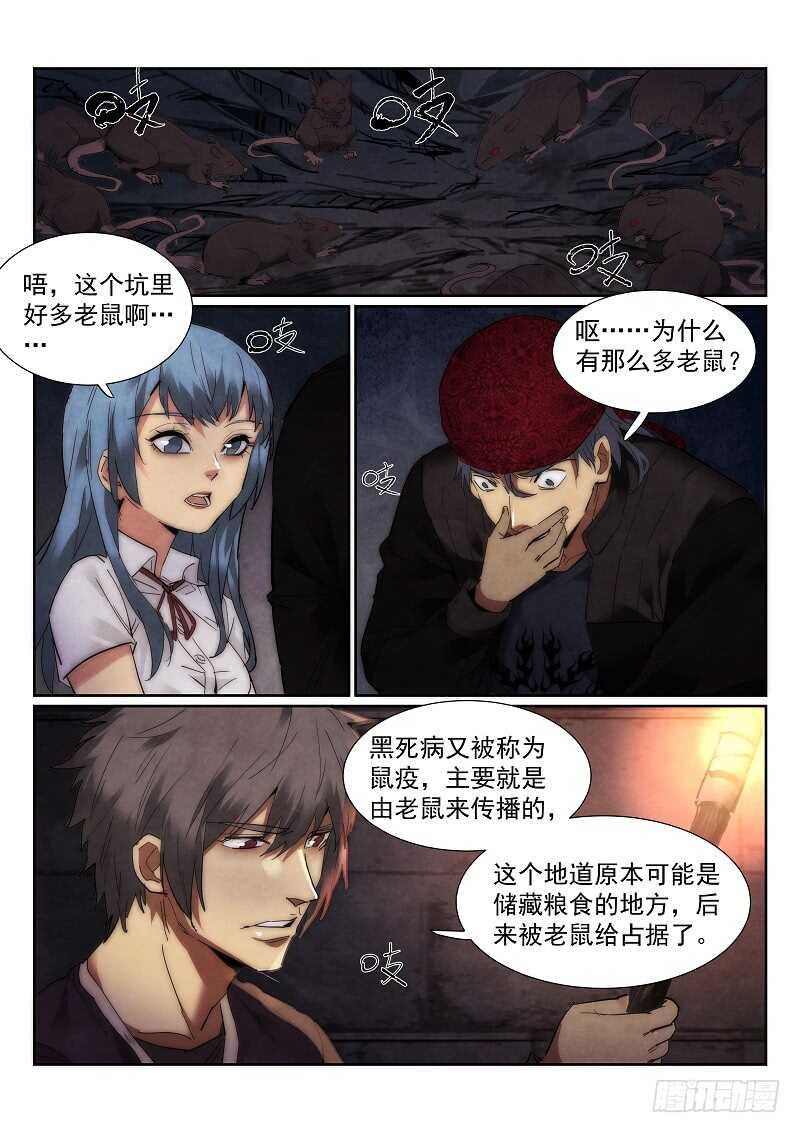 吱
吱
吱
唔，这个坑里
好多老鼠啊……
……
吱
呕……为什么
有那么多老鼠？
吱
黑死病又被称为
鼠疫，主要就是
由老鼠来传播的，
这个地道原本可能是
储藏粮食的地方，后
来被老鼠给占据了。
吱
腾讯动漫